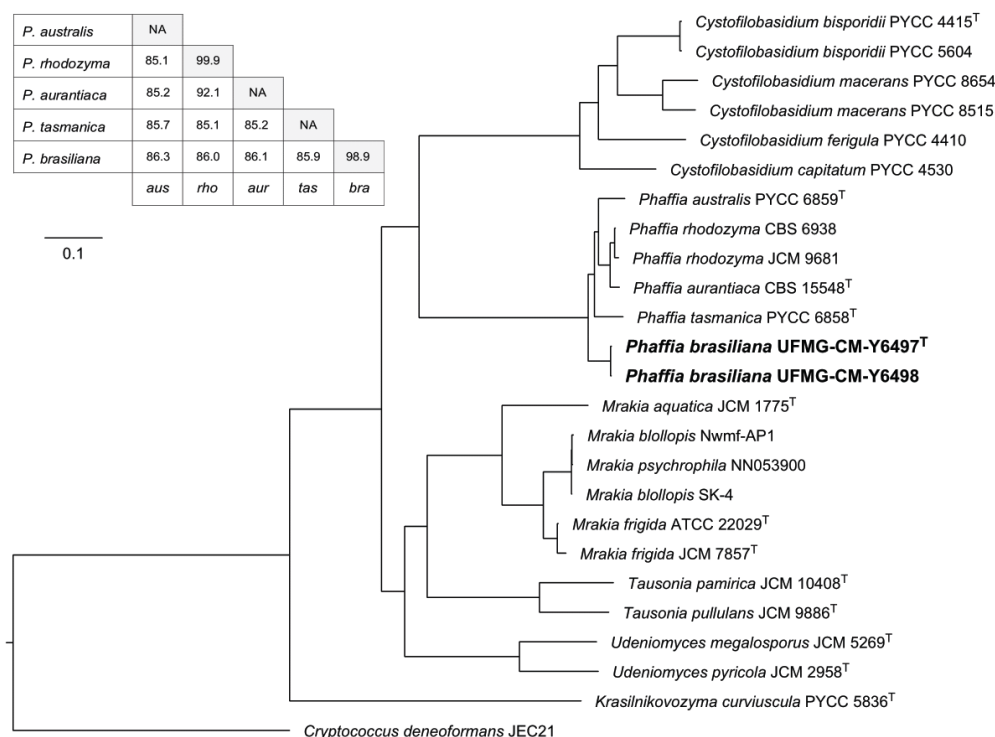 P. australis NA
P. rhodozyma 85.1 99.9
P. aurantiaca 85.2 92.1 NA
P. tasmanica 85.7 85.1 85.2 NA
P. brasiliana 86.3 86.0 86.1 85.9 98.9
aus rho aur tas bra
0.1
Cystofilobasidium bisporidii PYCC 4415ᵀ
Cystofilobasidium bisporidii PYCC 5604
Cystofilobasidium macerans PYCC 8654
Cystofilobasidium macerans PYCC 8515
Cystofilobasidium ferigula PYCC 4410
Cystofilobasidium capitatum PYCC 4530
Phaffia australis PYCC 6859ᵀ
Phaffia rhodozyma CBS 6938
Phaffia rhodozyma JCM 9681
Phaffia aurantiaca CBS 15548ᵀ
Phaffia tasmanica PYCC 6858ᵀ
Phaffia brasiliana UFMG-CM-Y6497ᵀ
Phaffia brasiliana UFMG-CM-Y6498
Mrakia aquatica JCM 1775ᵀ
Mrakia blollopis Nwmf-AP1
Mrakia psychrophila NN053900
Mrakia blollopis SK-4
Mrakia frigida ATCC 22029ᵀ
Mrakia frigida JCM 7857ᵀ
Tausonia pamirica JCM 10408ᵀ
Tausonia pullulans JCM 9886ᵀ
Udeniomyces megalosporus JCM 5269ᵀ
Udeniomyces pyricola JCM 2958ᵀ
Krasilnikovozyma curviuscula PYCC 5836ᵀ
Cryptococcus deneoformans JEC21